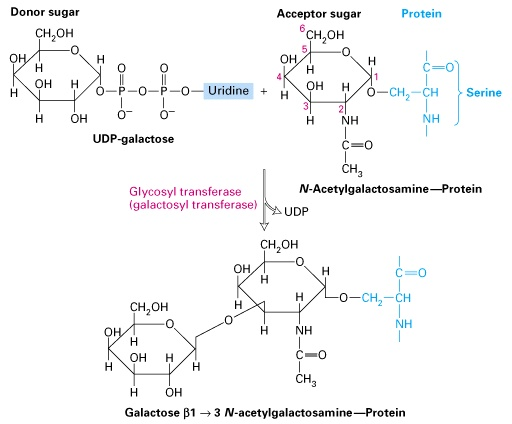 Donor sugar
CH2OH
OH
H
O
H
OH
H
H
OH
H
O
O
P
O−
O
O
P
O−
O
Uridine
UDP-galactose
+
Acceptor sugar
6
CH2OH
5
OH
H
O
4
H
OH
3
H
H
2
H
1
NH
C=O
CH3
O—CH2—CH
C=O
NH
Protein
Serine
N-Acetylgalactosamine—Protein
Glycosyl transferase
(galactosyl transferase)
UDP
CH2OH
OH
H
O
H
H
H
H
NH
C=O
CH3
O—CH2—CH
C=O
NH
CH2OH
OH
H
O
H
OH
H
H
OH
H
O
Galactose β1 → 3 N-acetylgalactosamine—Protein